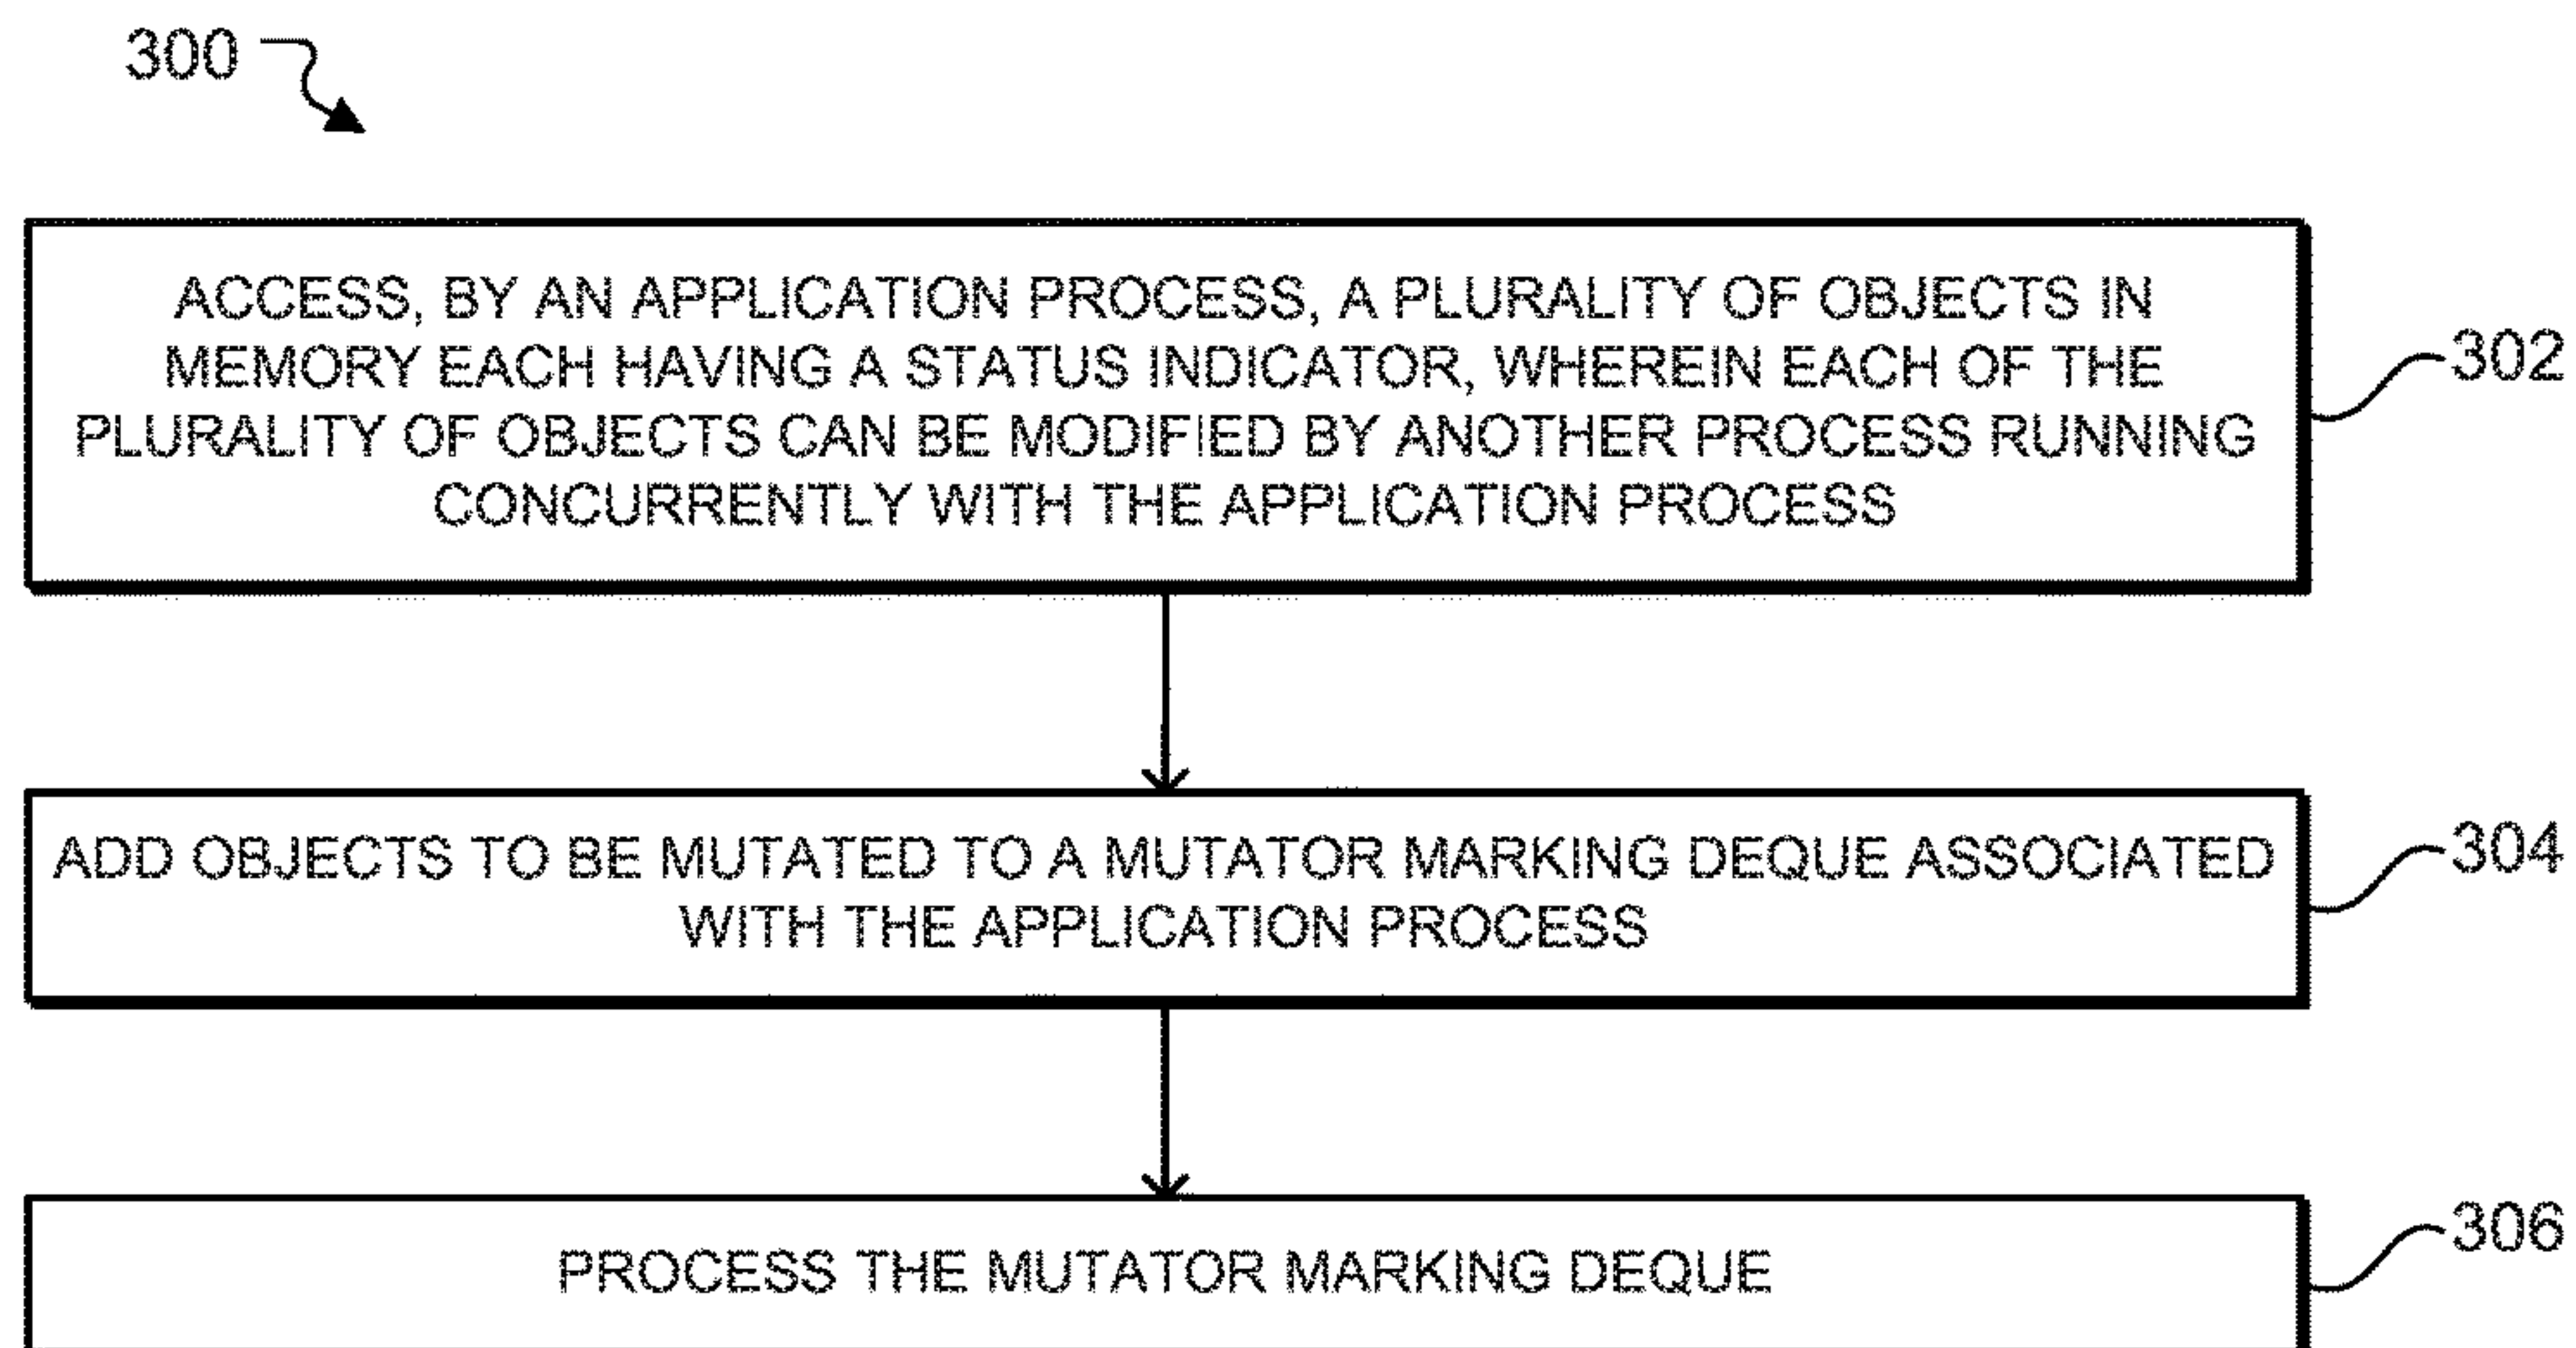 300
ACCESS, BY AN APPLICATION PROCESS, A PLURALITY OF OBJECTS IN
MEMORY EACH HAVING A STATUS INDICATOR, WHEREIN EACH OF THE
PLURALITY OF OBJECTS CAN BE MODIFIED BY ANOTHER PROCESS RUNNING
CONCURRENTLY WITH THE APPLICATION PROCESS
302
ADD OBJECTS TO BE MUTATED TO A MUTATOR MARKING DEQUE ASSOCIATED
WITH THE APPLICATION PROCESS
304
PROCESS THE MUTATOR MARKING DEQUE
306